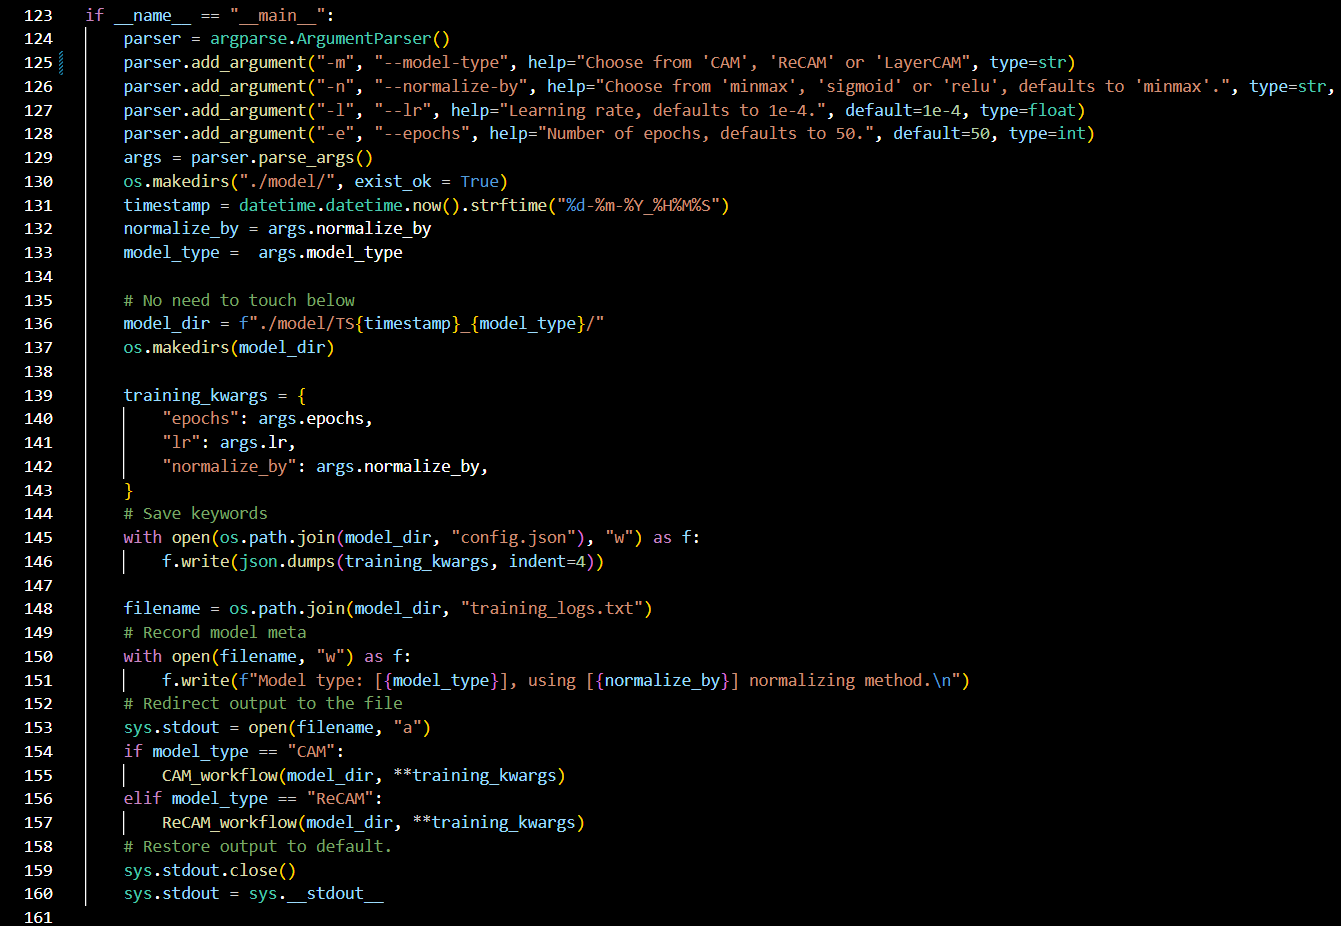 123 if __name__ == "__main__":
124     parser = argparse.ArgumentParser()
125     parser.add_argument("-m", "--model-type", help="Choose from 'CAM', 'ReCAM' or 'LayerCAM", type=str)
126     parser.add_argument("-n", "--normalize-by", help="Choose from 'minmax', 'sigmoid' or 'relu', defaults to 'minmax'.", type=str,
127     parser.add_argument("-l", "--lr", help="Learning rate, defaults to 1e-4.", default=1e-4, type=float)
128     parser.add_argument("-e", "--epochs", help="Number of epochs, defaults to 50.", default=50, type=int)
129     args = parser.parse_args()
130     os.makedirs("./model/", exist_ok = True)
131     timestamp = datetime.datetime.now().strftime("%d-%m-%Y_%H%M%S")
132     normalize_by = args.normalize_by
133     model_type =  args.model_type
134
135     # No need to touch below
136     model_dir = f"./model/TS{timestamp}_{model_type}/"
137     os.makedirs(model_dir)
138
139     training_kwargs = {
140         "epochs": args.epochs,
141         "lr": args.lr,
142         "normalize_by": args.normalize_by,
143     }
144     # Save keywords
145     with open(os.path.join(model_dir, "config.json"), "w") as f:
146         f.write(json.dumps(training_kwargs, indent=4))
147
148     filename = os.path.join(model_dir, "training_logs.txt")
149     # Record model meta
150     with open(filename, "w") as f:
151         f.write(f"Model type: [{model_type}], using [{normalize_by}] normalizing method.\n")
152     # Redirect output to the file
153     sys.stdout = open(filename, "a")
154     if model_type == "CAM":
155         CAM_workflow(model_dir, **training_kwargs)
156     elif model_type == "ReCAM":
157         ReCAM_workflow(model_dir, **training_kwargs)
158     # Restore output to default.
159     sys.stdout.close()
160     sys.stdout = sys.__stdout__
161